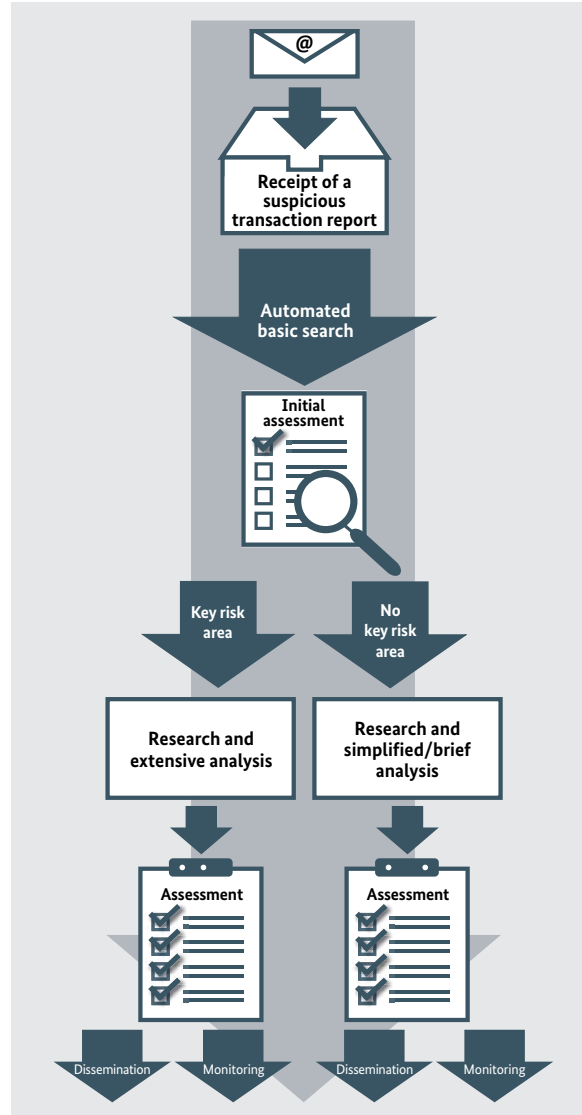 @
Receipt of a
suspicious
transaction report
Automated
basic search
Initial
assessment
Key risk
area
No
key risk
area
Research and
extensive analysis
Research and
simplified/brief
analysis
Assessment
Assessment
Dissemination
Monitoring
Dissemination
Monitoring